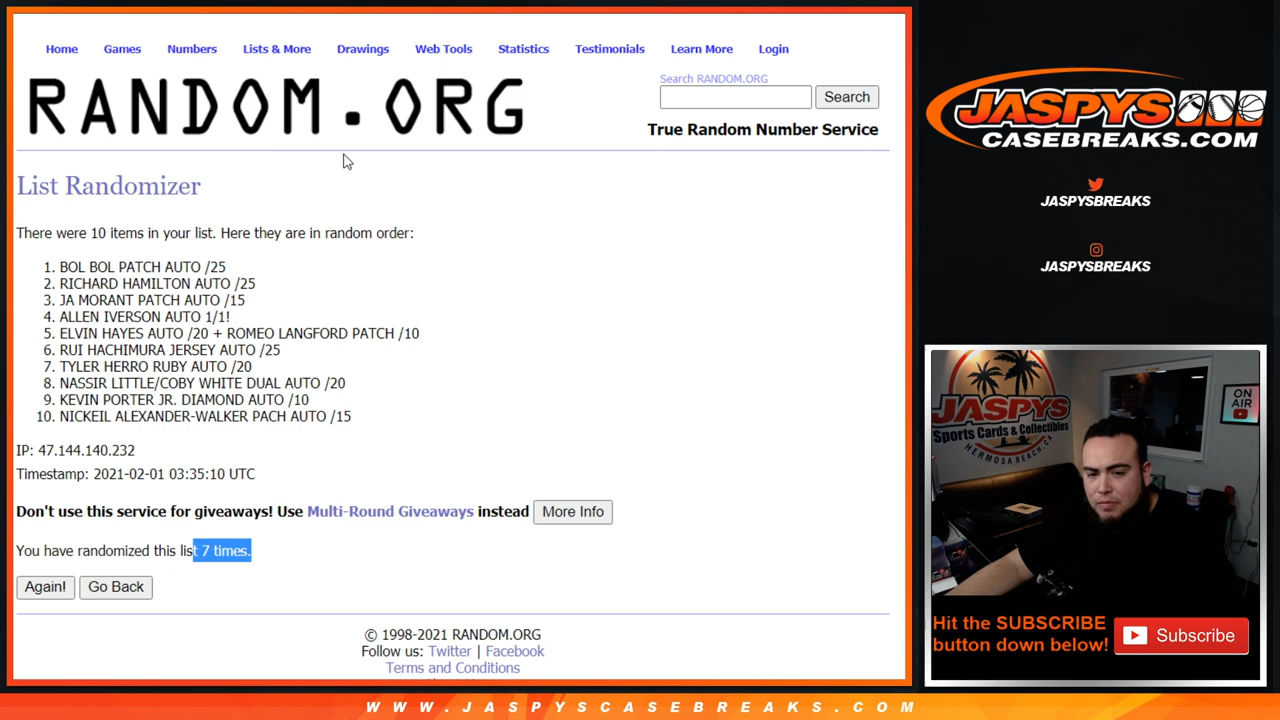 Home Games Numbers Lists & More Drawings Web Tools Statistics Testimonials Learn More Login
RANDOM.ORG
Search RANDOM.ORG
Search
True Random Number Service
List Randomizer
There were 10 items in your list. Here they are in random order:
1. BOL BOL PATCH AUTO /25
2. RICHARD HAMILTON AUTO /25
3. JA MORANT PATCH AUTO /15
4. ALLEN IVERSON AUTO 1/1!
5. ELVIN HAYES AUTO /20 + ROMEO LANGFORD PATCH /10
6. RUI HACHIMURA JERSEY AUTO /25
7. TYLER HERRO RUBY AUTO /20
8. NASSIR LITTLE/COBY WHITE DUAL AUTO /20
9. KEVIN PORTER JR. DIAMOND AUTO /10
10. NICKEIL ALEXANDER-WALKER PACH AUTO /15
IP: 47.144.140.232
Timestamp: 2021-02-01 03:35:10 UTC
Don't use this service for giveaways! Use Multi-Round Giveaways instead More Info
You have randomized this list 7 times.
Again! Go Back
© 1998-2021 RANDOM.ORG
Follow us: Twitter | Facebook
Terms and Conditions
JASPYS
CASEBREAKS.COM
JASPYSBREAKS
JASPYSBREAKS
JASPYS
Sports Cards & Collectibles
HERMOSA BEACH, CA
ON
AIR
Hit the SUBSCRIBE
button down below!
Subscribe
WWW.JASPYSCASEBREAKS.COM